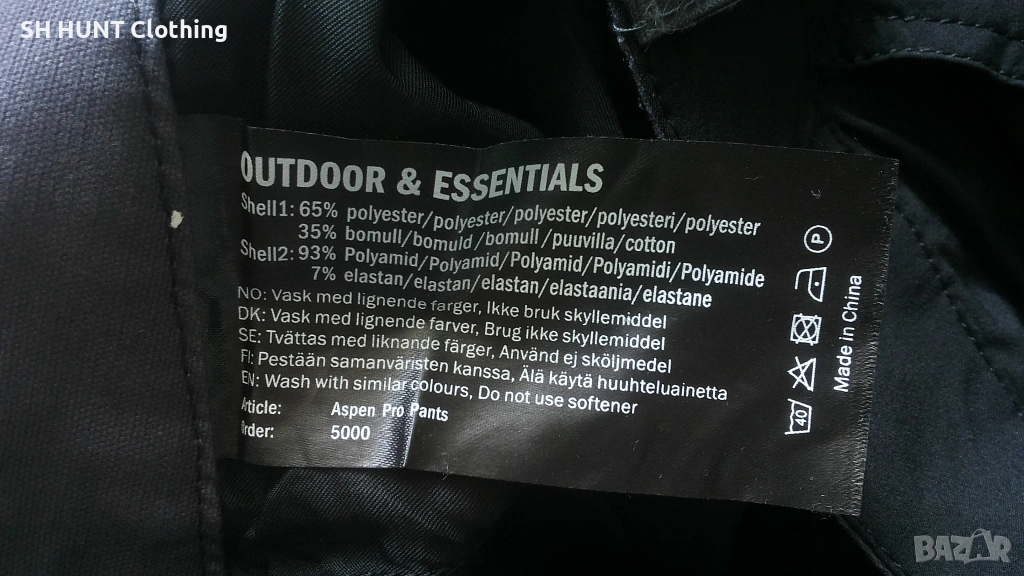 SH HUNT Clothing
OUTDOOR & ESSENTIALS
Shell1: 65% polyester/polyester/polyester/polyesteri/polyester
35% bomull/bomuld/bomull/puuvilla/cotton
Shell2: 93% Polyamid/Polyamid/Polyamid/Polyamidi/Polyamide
7% elastan/elastan/elastan/elastaania/elastane
NO: Vask med lignende farger, Ikke bruk skyllemiddel
DK: Vask med lignende farver, Brug ikke skyllemiddel
SE: Tvättas med liknande färger, Använd ej sköljmedel
FI: Pestään samanväristen kanssa, Älä käytä huuhteluainetta
EN: Wash with similar colours, Do not use softener
Article: Aspen Pro Pants
Order: 5000
P
40
Made in China
BAZAR